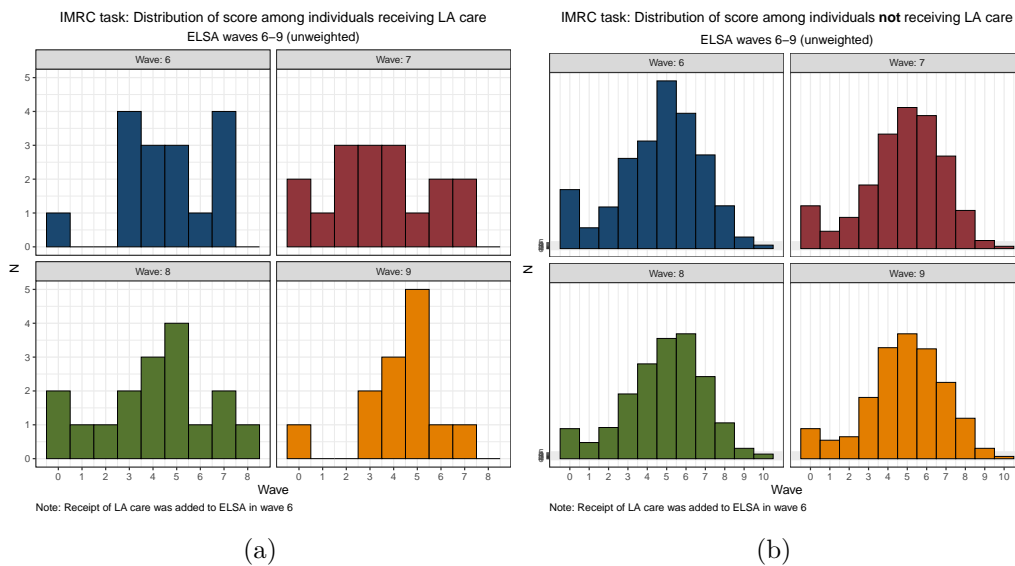 IMRC task: Distribution of score among individuals receiving LA care
ELSA waves 6–9 (unweighted)
Wave: 6
Wave: 7
5
4
3
2
1
0
N
Wave: 8
Wave: 9
5
4
3
2
1
0
0 1 2 3 4 5 6 7 8
0 1 2 3 4 5 6 7 8
Wave
Note: Receipt of LA care was added to ELSA in wave 6
(a)
IMRC task: Distribution of score among individuals not receiving LA care
ELSA waves 6–9 (unweighted)
Wave: 6
Wave: 7
N
Wave: 8
Wave: 9
0 1 2 3 4 5 6 7 8 9 10
0 1 2 3 4 5 6 7 8 9 10
Wave
Note: Receipt of LA care was added to ELSA in wave 6
(b)